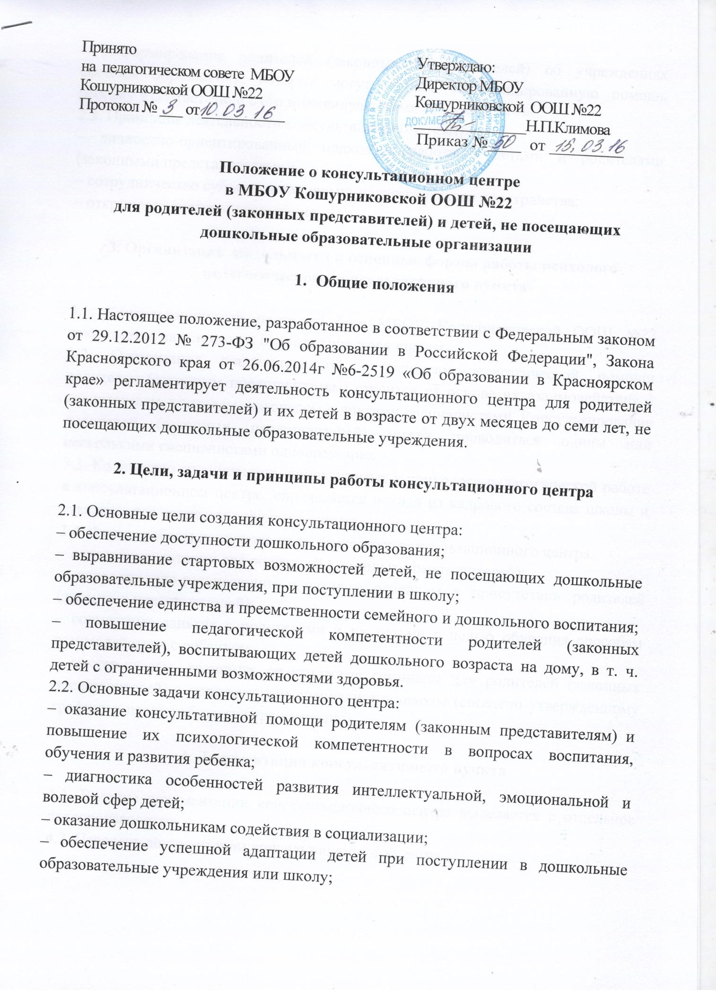 Принято
на педагогическом совете МБОУ
Кошурниковской ООШ №22
Протокол № 3 от 10.03.16
Утверждаю:
Директор МБОУ
Кошурниковской ООШ №22
Н.П.Климова
Приказ № 50 от 15.03.16
ДЛЯ
ДОКУМЕНТОВ
Положение о консультационном центре
в МБОУ Кошурниковской ООШ №22
для родителей (законных представителей) и детей, не посещающих
дошкольные образовательные организации
1. Общие положения
1.1. Настоящее положение, разработанное в соответствии с Федеральным законом
от 29.12.2012 № 273-ФЗ "Об образовании в Российской Федерации", Закона
Красноярского края от 26.06.2014г №6-2519 «Об образовании в Красноярском
крае» регламентирует деятельность консультационного центра для родителей
(законных представителей) и их детей в возрасте от двух месяцев до семи лет, не
посещающих дошкольные образовательные учреждения.
2. Цели, задачи и принципы работы консультационного центра
2.1. Основные цели создания консультационного центра:
– обеспечение доступности дошкольного образования;
– выравнивание стартовых возможностей детей, не посещающих дошкольные
образовательные учреждения, при поступлении в школу;
– обеспечение единства и преемственности семейного и дошкольного воспитания;
– повышение педагогической компетентности родителей (законных
представителей), воспитывающих детей дошкольного возраста на дому, в т. ч.
детей с ограниченными возможностями здоровья.
2.2. Основные задачи консультационного центра:
– оказание консультативной помощи родителям (законным представителям) и
повышение их психологической компетентности в вопросах воспитания,
обучения и развития ребенка;
– диагностика особенностей развития интеллектуальной, эмоциональной и
волевой сфер детей;
– оказание дошкольникам содействия в социализации;
– обеспечение успешной адаптации детей при поступлении в дошкольные
образовательные учреждения или школу;